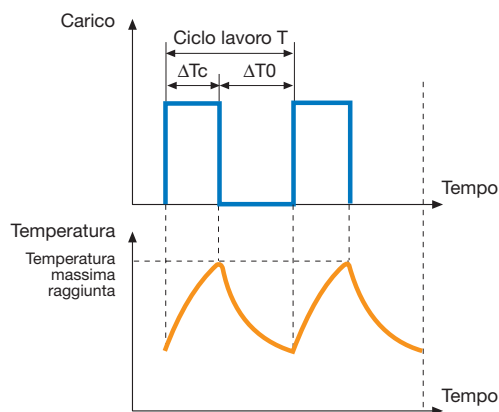 Carico
Ciclo lavoro T
ΔTc
ΔT0
Tempo
Temperatura
Temperatura
massima
raggiunta
Tempo